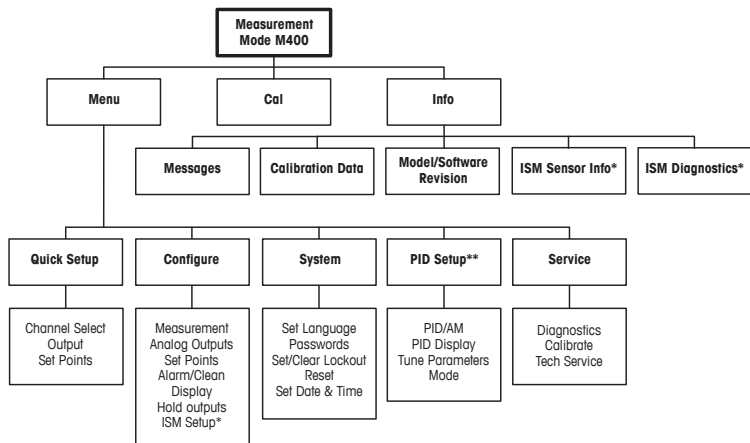 Measurement
Mode M400
Menu
Cal
Info
Messages
Calibration Data
Model/Software
Revision
ISM Sensor Info*
ISM Diagnostics*
Quick Setup
Configure
System
PID Setup**
Service
Channel Select
Output
Set Points
Measurement
Analog Outputs
Set Points
Alarm/Clean
Display
Hold outputs
ISM Setup*
Set Language
Passwords
Set/Clear Lockout
Reset
Set Date & Time
PID/AM
PID Display
Tune Parameters
Mode
Diagnostics
Calibrate
Tech Service